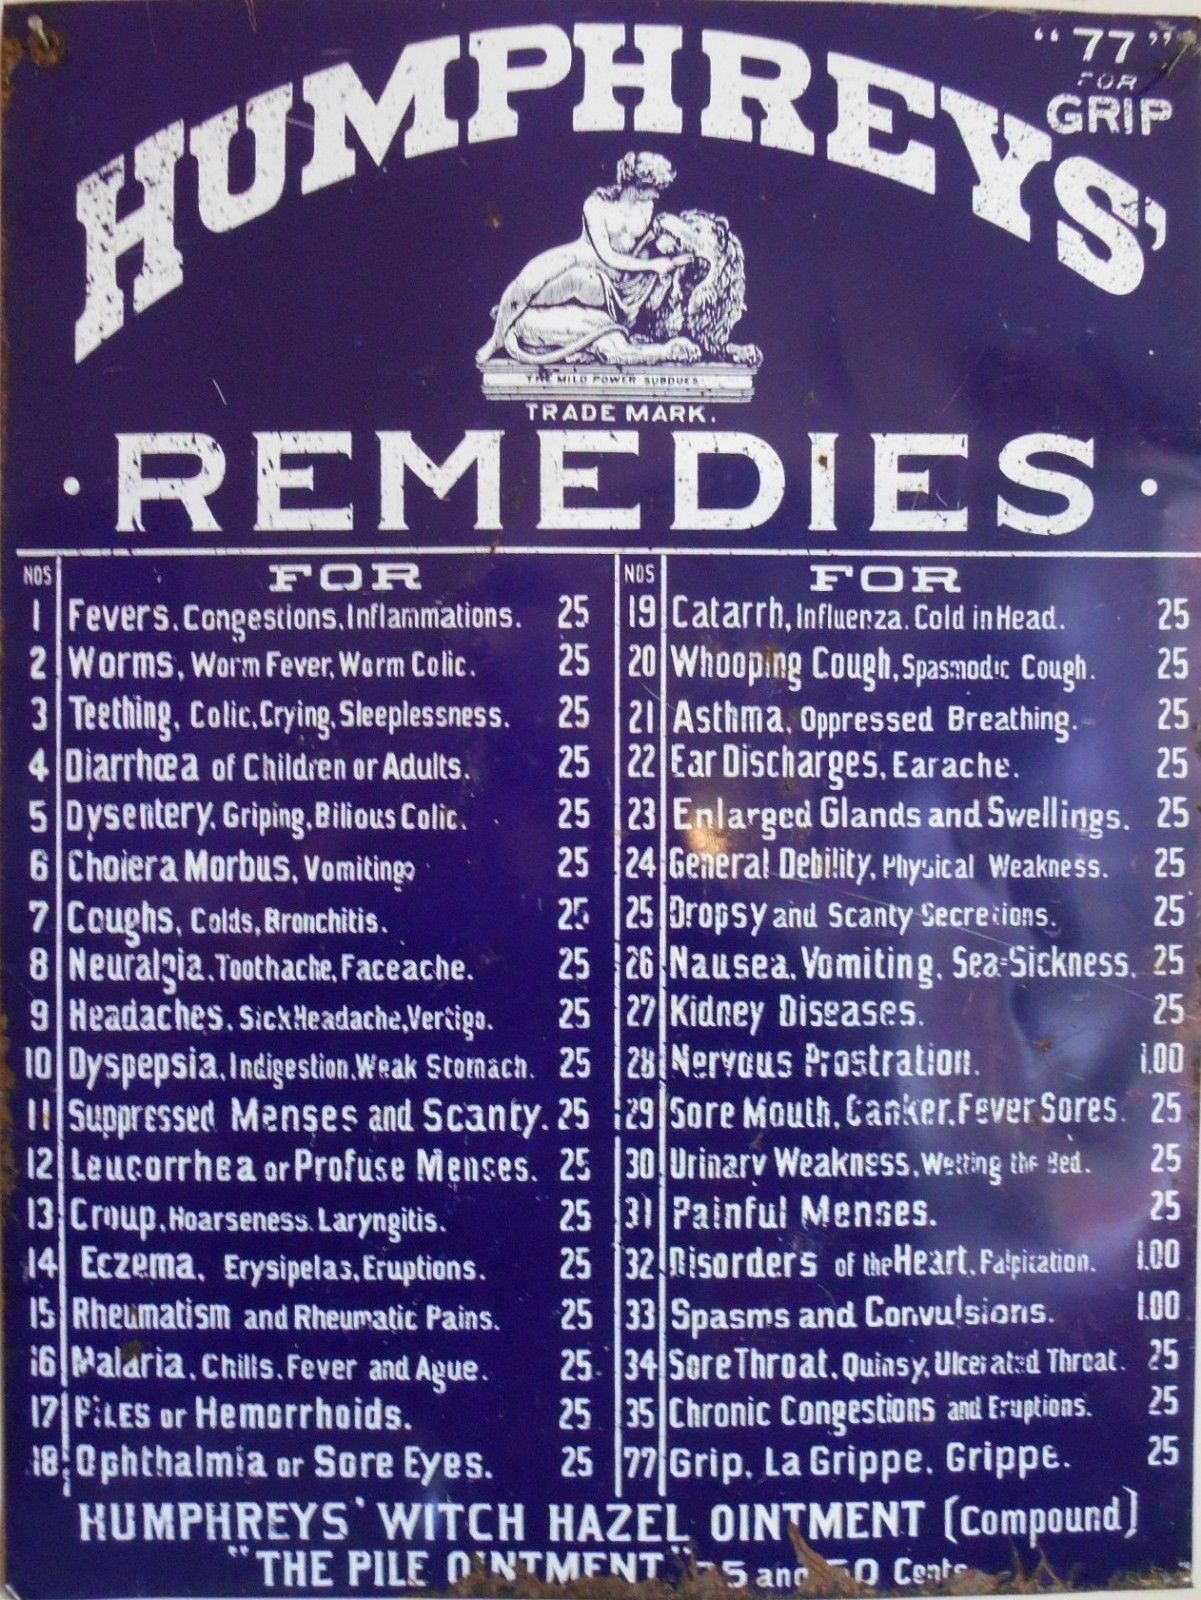 "77"
FOR
GRIP
HUMPHREYS'
THE MILD POWER SUBDUES
TRADE MARK.
· REMEDIES ·
NOS FOR
1 Fevers, Congestions, Inflammations. 25
2 Worms, Worm Fever, Worm Colic. 25
3 Teething, Colic, Crying, Sleeplessness. 25
4 Diarrhœa of Children or Adults. 25
5 Dysentery, Griping, Bilious Colic. 25
6 Cholera Morbus, Vomiting 25
7 Coughs, Colds, Bronchitis. 25
8 Neuralgia, Toothache, Faceache. 25
9 Headaches, Sick Headache, Vertigo. 25
10 Dyspepsia, Indigestion, Weak Stomach. 25
11 Suppressed Menses and Scanty. 25
12 Leucorrhea or Profuse Menses. 25
13 Croup, Hoarseness. Laryngitis. 25
14 Eczema, Erysipelas, Eruptions. 25
15 Rheumatism and Rheumatic Pains. 25
16 Malaria, Chills, Fever and Ague. 25
17 PILES or Hemorrhoids. 25
18 Ophthalmia or Sore Eyes. 25
NOS FOR
19 Catarrh, Influenza. Cold in Head. 25
20 Whooping Cough, Spasmodic Cough. 25
21 Asthma, Oppressed Breathing. 25
22 Ear Discharges, Earache. 25
23 Enlarged Glands and Swellings. 25
24 General Debility, Physical Weakness. 25
25 Dropsy and Scanty Secretions. 25
26 Nausea, Vomiting, Sea-Sickness. 25
27 Kidney Diseases. 25
28 Nervous Prostration. 1.00
29 Sore Mouth, Canker, Fever Sores. 25
30 Urinary Weakness, Wetting the Bed. 25
31 Painful Menses. 25
32 Disorders of the Heart, Palpitation. 1.00
33 Spasms and Convulsions. 1.00
34 Sore Throat, Quinsy, Ulcerated Throat. 25
35 Chronic Congestions and Eruptions. 25
77 Grip, La Grippe, Grippe. 25
HUMPHREYS' WITCH HAZEL OINTMENT (Compound)
"THE PILE OINTMENT" and Cents